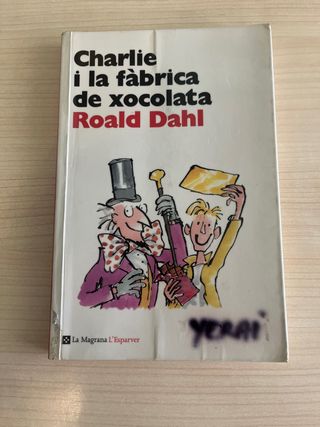 Charlie
i la fàbrica
de xocolata
Roald Dahl
YERAI
La Magrana L'Esparver